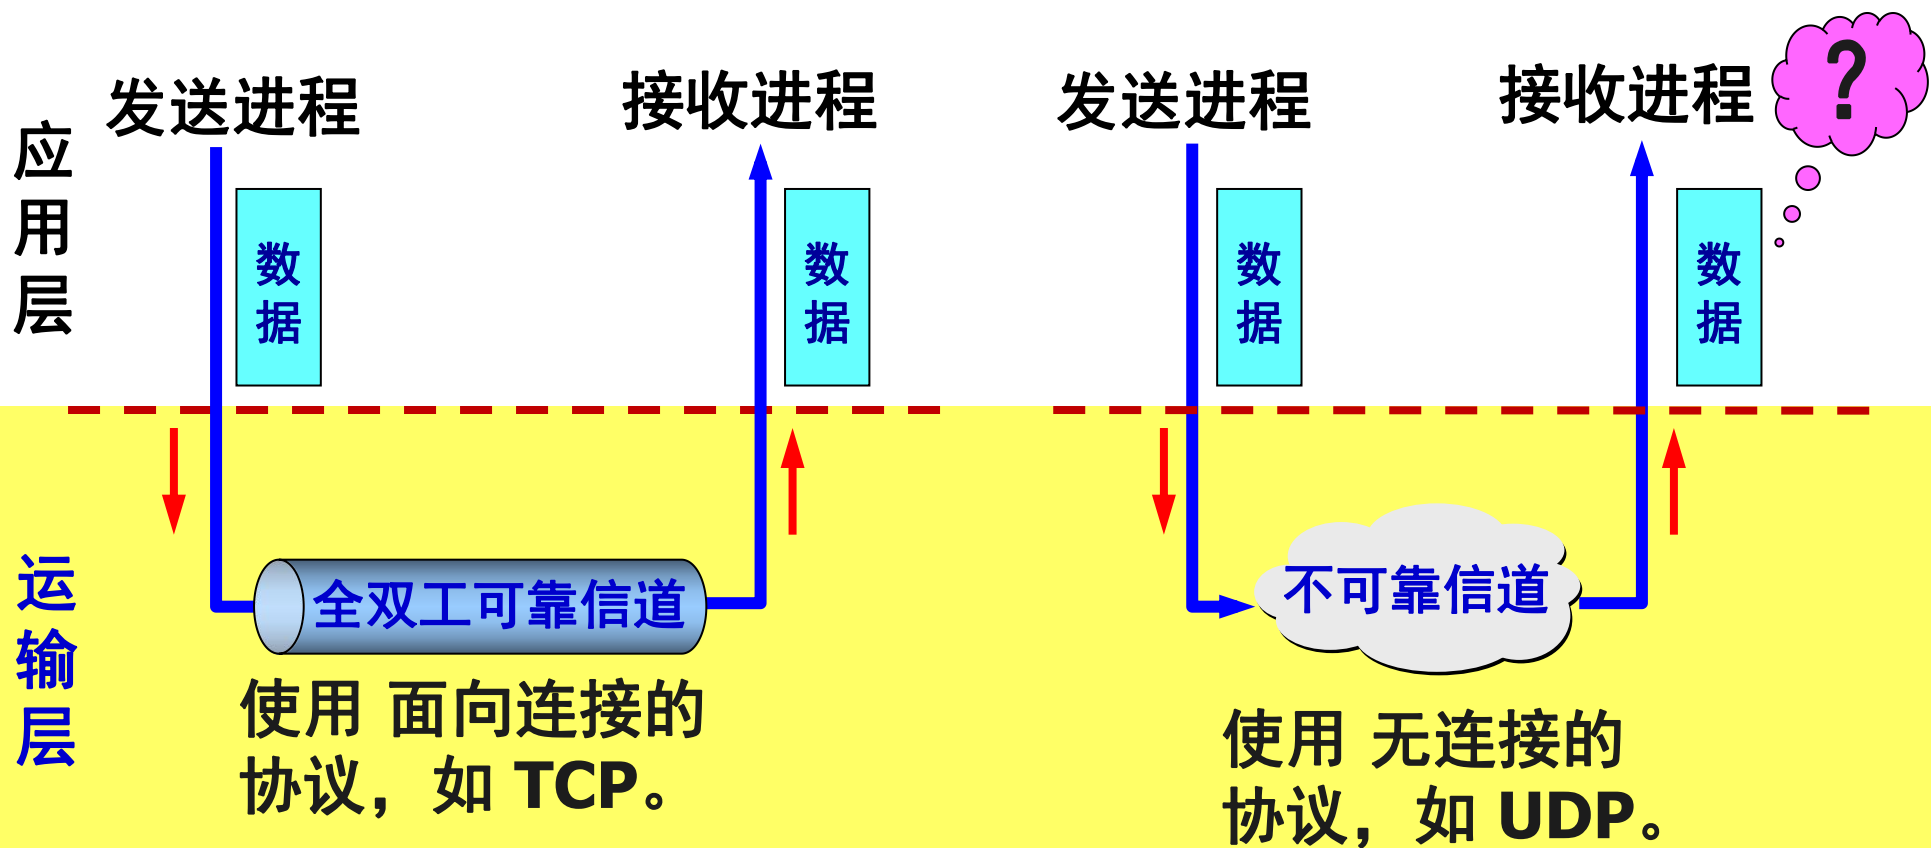 应用层
发送进程
接收进程
数据
数据
全双工可靠信道
使用 面向连接的
协议，如 TCP。
发送进程
接收进程
?
数据
数据
不可靠信道
使用 无连接的
协议，如 UDP。
运输层